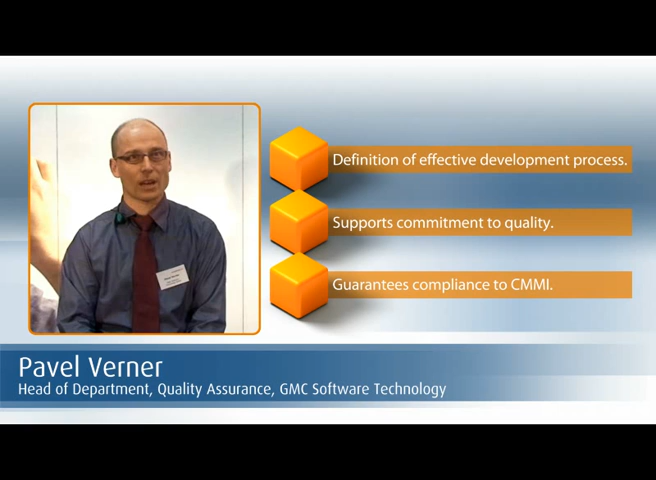 Definition of effective development process.
Supports commitment to quality.
Guarantees compliance to CMMI.
Pavel Verner
Head of Department, Quality Assurance, GMC Software Technology